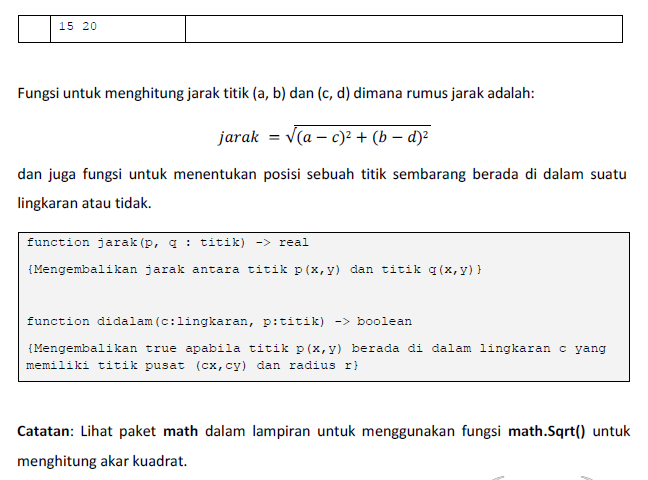 15 20
Fungsi untuk menghitung jarak titik (a, b) dan (c, d) dimana rumus jarak adalah:
jarak = √(a − c)² + (b − d)²
dan juga fungsi untuk menentukan posisi sebuah titik sembarang berada di dalam suatu
lingkaran atau tidak.
function jarak(p, q : titik) -> real
{Mengembalikan jarak antara titik p(x,y) dan titik q(x,y)}
function didalam(c:lingkaran, p:titik) -> boolean
{Mengembalikan true apabila titik p(x,y) berada di dalam lingkaran c yang
memiliki titik pusat (cx,cy) dan radius r}
Catatan: Lihat paket math dalam lampiran untuk menggunakan fungsi math.Sqrt() untuk
menghitung akar kuadrat.